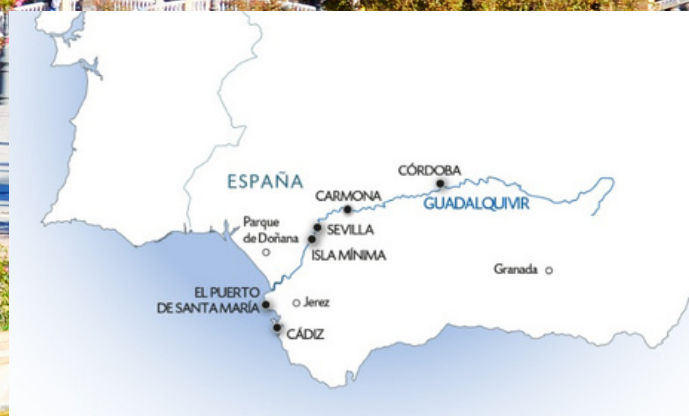 CÓRDOBA
ESPAÑA
CARMONA
GUADALQUIVIR
Parque
de Doñana
SEVILLA
ISLA MÍNIMA
Granada
EL PUERTO
DE SANTA MARÍA
Jerez
CÁDIZ